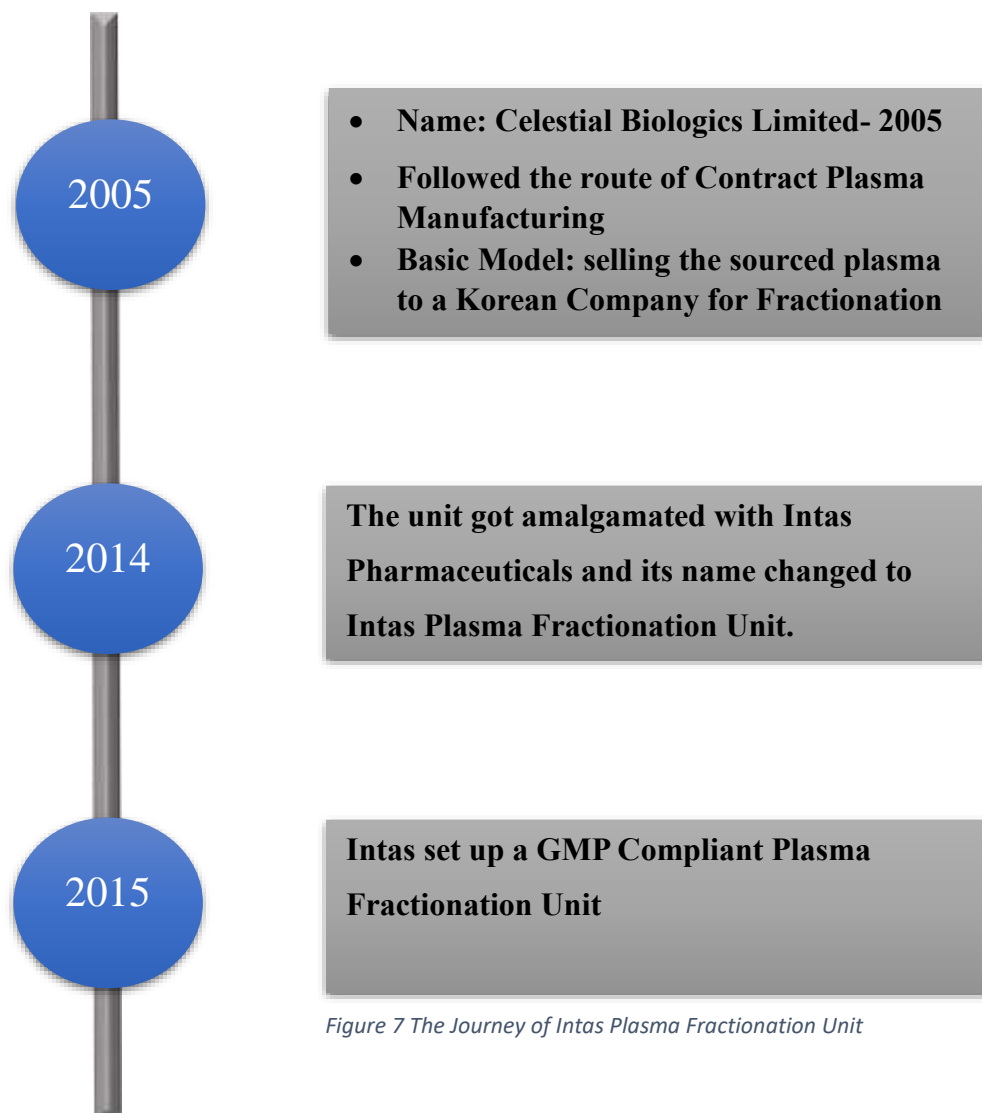 2005
• Name: Celestial Biologics Limited- 2005
• Followed the route of Contract Plasma
Manufacturing
• Basic Model: selling the sourced plasma
to a Korean Company for Fractionation
2014
The unit got amalgamated with Intas
Pharmaceuticals and its name changed to
Intas Plasma Fractionation Unit.
2015
Intas set up a GMP Compliant Plasma
Fractionation Unit
Figure 7 The Journey of Intas Plasma Fractionation Unit